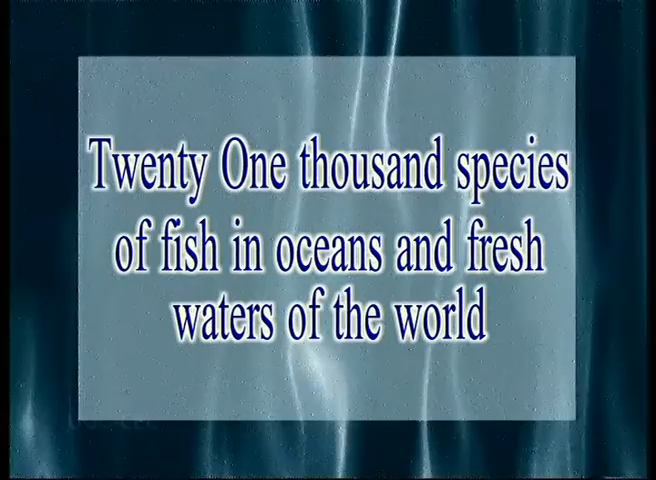 Twenty One thousand species
of fish in oceans and fresh
waters of the world